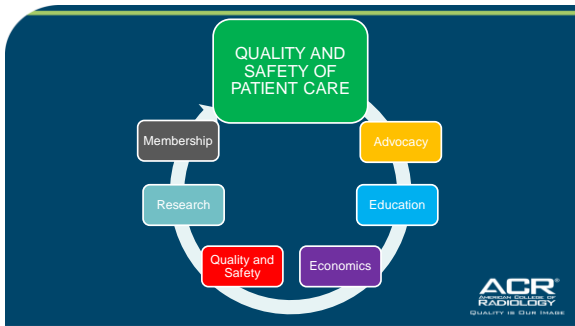 QUALITY AND
SAFETY OF
PATIENT CARE
Membership
Advocacy
Research
Education
Quality and
Safety
Economics
ACR®
AMERICAN COLLEGE OF
RADIOLOGY
QUALITY IS OUR IMAGE